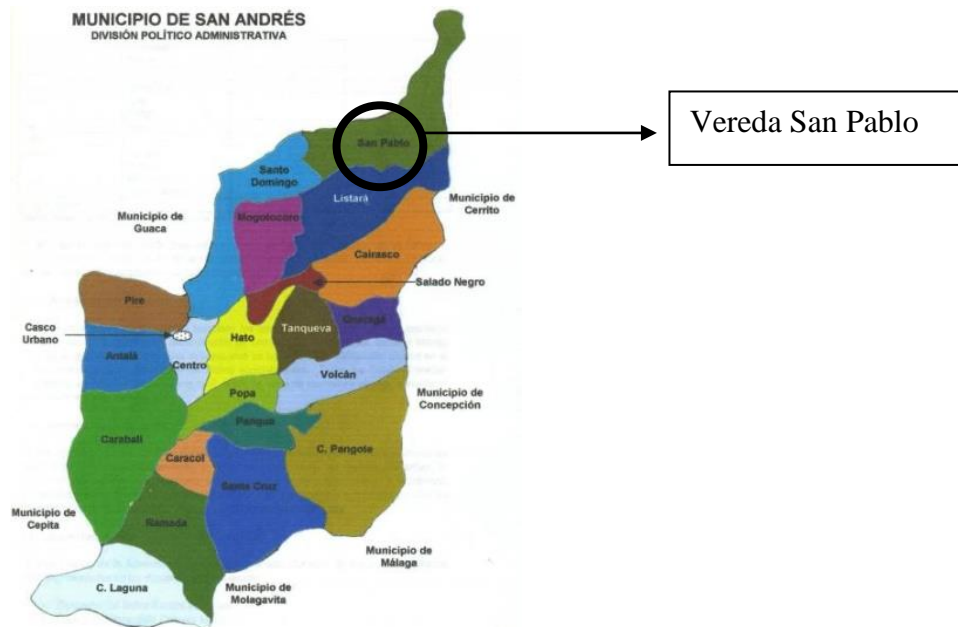 MUNICIPIO DE SAN ANDRÉS
DIVISIÓN POLÍTICO ADMINISTRATIVA
Vereda San Pablo
San Pablo
Santo
Domingo
Listará
Municipio de
Cerrito
Municipio de
Guaca
Mogotocoro
Cairasco
Salado Negro
Pire
Casco
Urbano
Hato
Tanqueva
Antalá
Centro
Volcán
Popa
Municipio de
Concepción
Pangua
Carabalí
Caracol
C. Pangote
Santa Cruz
Municipio de
Cepita
Ramada
Municipio de
Málaga
C. Laguna
Municipio de
Molagavita